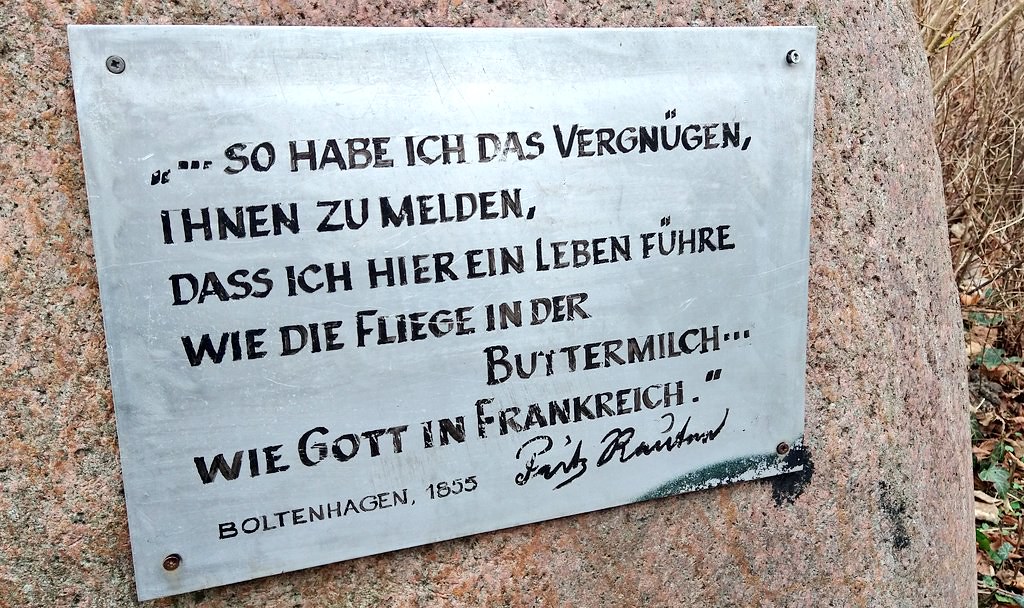 „... SO HABE ICH DAS VERGNÜGEN,
IHNEN ZU MELDEN,
DASS ICH HIER EIN LEBEN FÜHRE
WIE DIE FLIEGE IN DER
BUTTERMILCH...
WIE GOTT IN FRANKREICH."
BOLTENHAGEN, 1855
Fritz Reuter